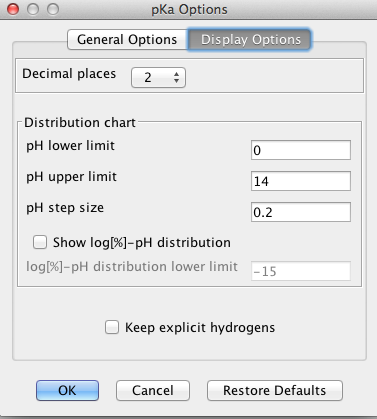 pKa Options
General Options Display Options
Decimal places 2
Distribution chart
pH lower limit 0
pH upper limit 14
pH step size 0.2
Show log[%]-pH distribution
log[%]-pH distribution lower limit -15
Keep explicit hydrogens
OK Cancel Restore Defaults